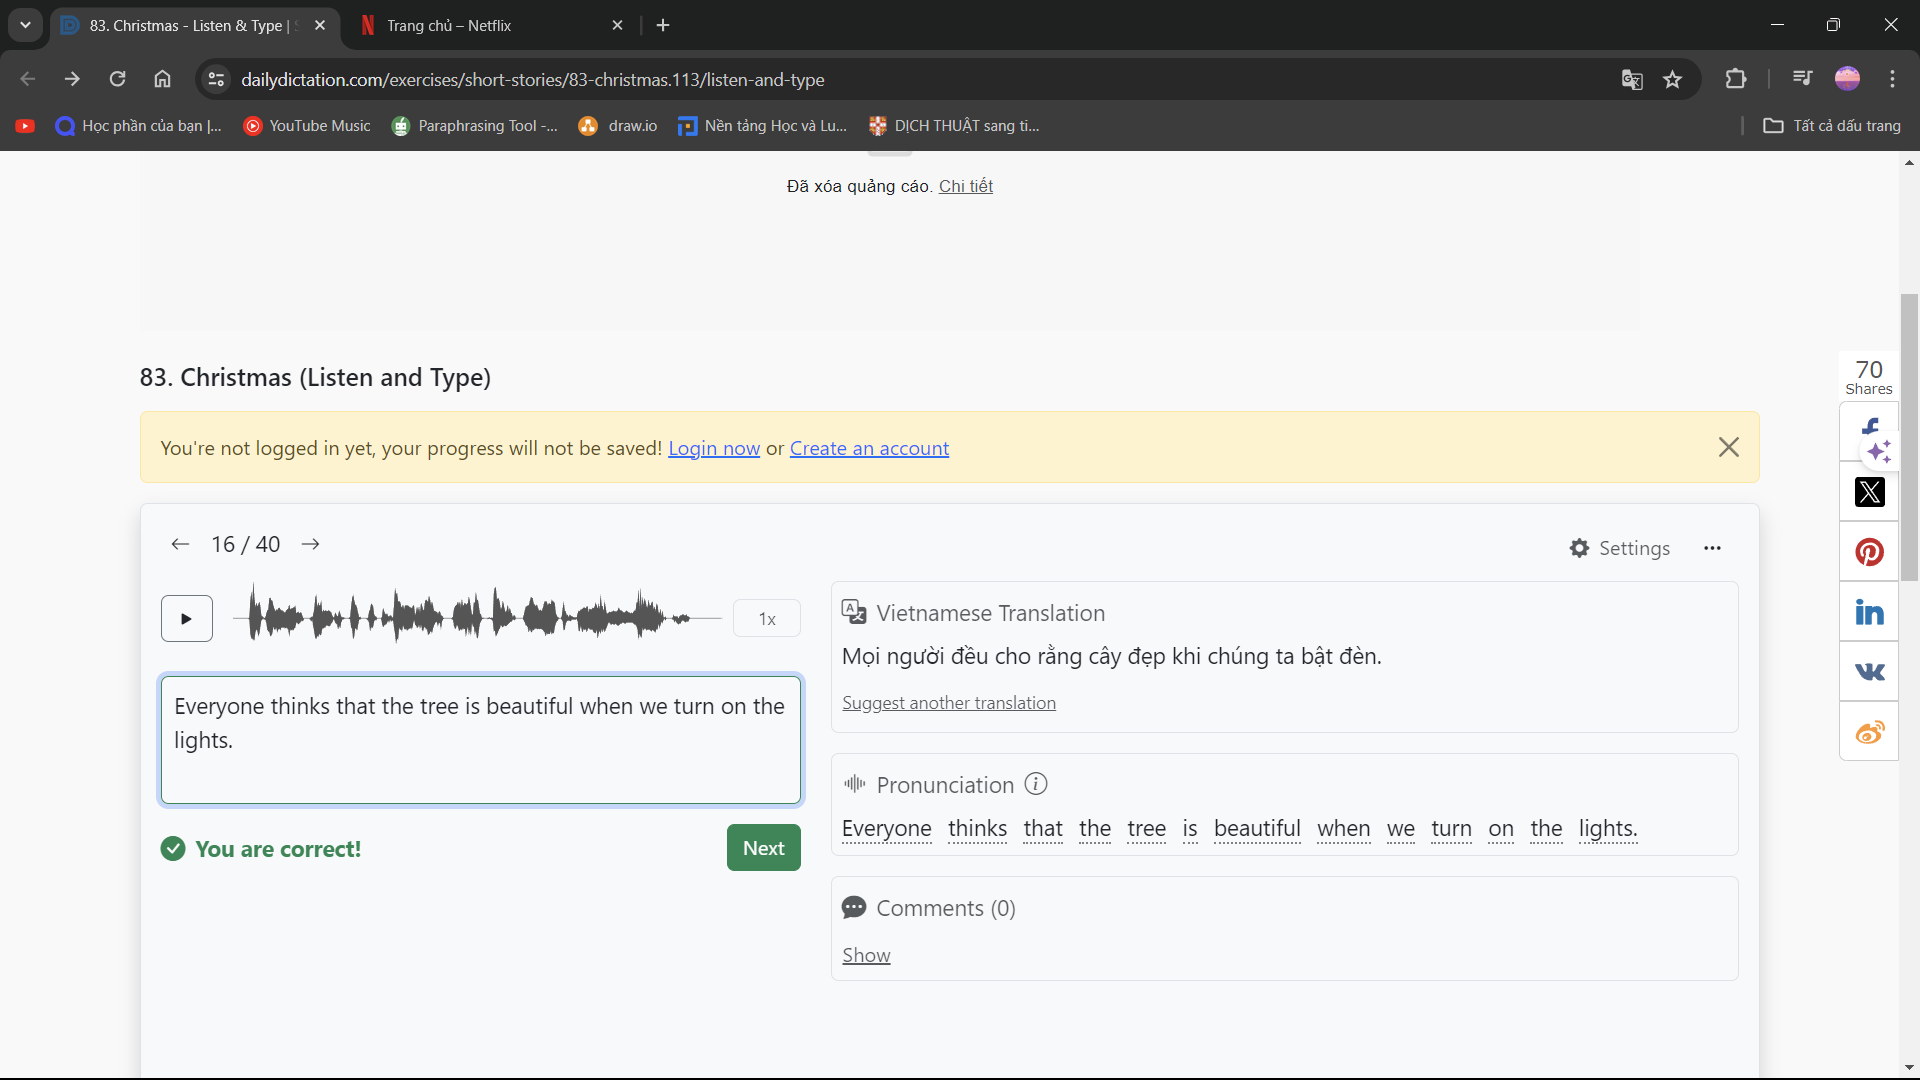 83. Christmas - Listen & Type |
Trang chủ – Netflix
dailydictation.com/exercises/short-stories/83-christmas.113/listen-and-type
Học phần của bạn |...
YouTube Music
Paraphrasing Tool -...
draw.io
Nền tảng Học và Lu...
DỊCH THUẬT sang ti...
Tất cả dấu trang
Đã xóa quảng cáo. Chi tiết
83. Christmas (Listen and Type)
70
Shares
You're not logged in yet, your progress will not be saved! Login now or Create an account
16 / 40
Settings
1x
Everyone thinks that the tree is beautiful when we turn on the
lights.
You are correct!
Next
Vietnamese Translation
Mọi người đều cho rằng cây đẹp khi chúng ta bật đèn.
Suggest another translation
Pronunciation
Everyone thinks that the tree is beautiful when we turn on the lights.
Comments (0)
Show